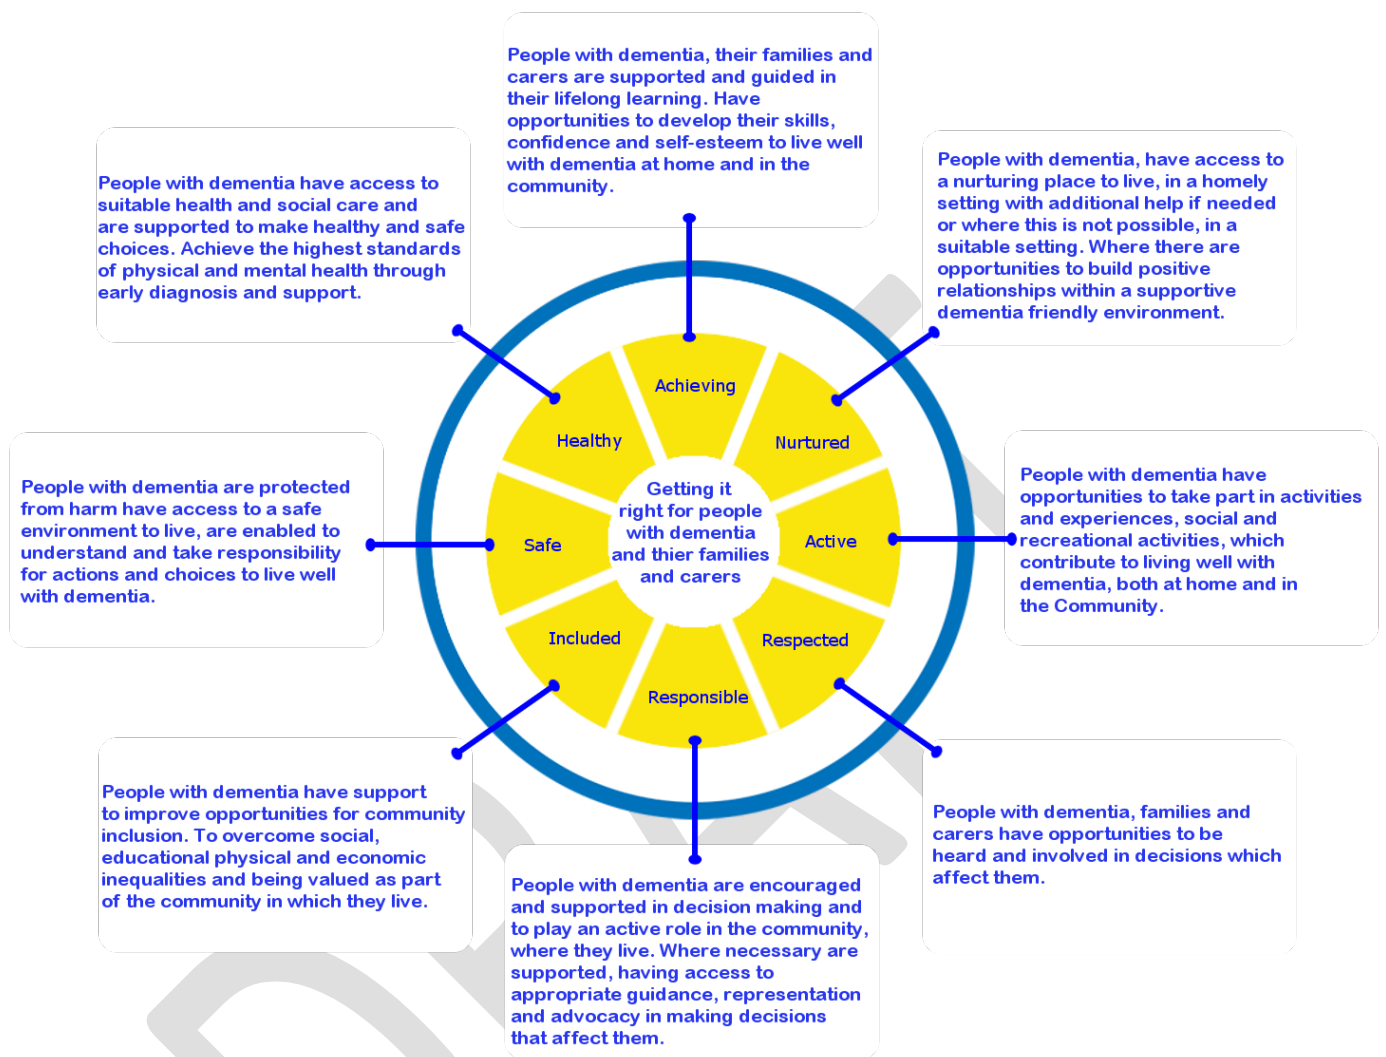 People with dementia, their families and
carers are supported and guided in
their lifelong learning. Have
opportunities to develop their skills,
confidence and self-esteem to live well
with dementia at home and in the
community.
People with dementia have access to
suitable health and social care and
are supported to make healthy and safe
choices. Achieve the highest standards
of physical and mental health through
early diagnosis and support.
People with dementia, have access to
a nurturing place to live, in a homely
setting with additional help if needed
or where this is not possible, in a
suitable setting. Where there are
opportunities to build positive
relationships within a supportive
dementia friendly environment.
Achieving
Healthy
Nurtured
People with dementia are protected
from harm have access to a safe
environment to live, are enabled to
understand and take responsibility
for actions and choices to live well
with dementia.
Safe
Getting it
right for people
with dementia
and thier families
and carers
Active
People with dementia have
opportunities to take part in activities
and experiences, social and
recreational activities, which
contribute to living well with
dementia, both at home and in
the Community.
Included
Respected
Responsible
People with dementia have support
to improve opportunities for community
inclusion. To overcome social,
educational physical and economic
inequalities and being valued as part
of the community in which they live.
People with dementia are encouraged
and supported in decision making and
to play an active role in the community,
where they live. Where necessary are
supported, having access to
appropriate guidance, representation
and advocacy in making decisions
that affect them.
People with dementia, families and
carers have opportunities to be
heard and involved in decisions which
affect them.